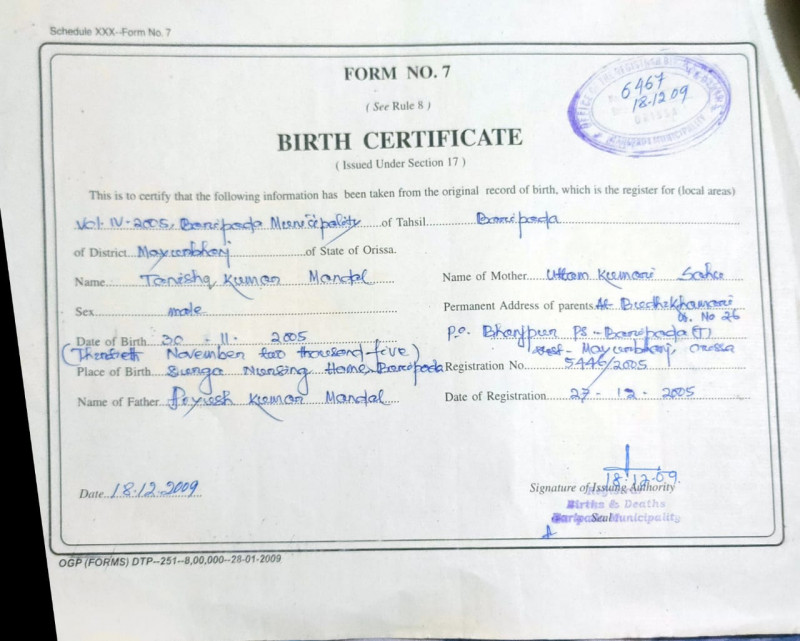 Schedule XXX--Form No. 7
FORM NO. 7
( See Rule 8 )
6467
18.12.09
BIRTH CERTIFICATE
( Issued Under Section 17 )
This is to certify that the following information has been taken from the original record of birth, which is the register for (local areas)
Vol. IV-2005, Baripada Municipality of Tahsil Baripada
of District Mayurbhanj of State of Orissa.
Name Tanishq Kumar Mandal
Name of Mother Uttam Kumari Sahu
Sex male
Permanent Address of parents At
No 26
Date of Birth 30 - 11 - 2005
P.O. Bhanjpur PS - Baripada (T)
November two thousand five)
Mayurbhanj, Orissa
Place of Birth Durga Nursing Home, Baripada
Registration No. 5446/2005
Name of Father Kumar Mandal
Date of Registration 27 - 12 - 2005
Date 18.12.2009
18.12.09.
Signature of Issuing Authority
Births & Deaths
Baripada Municipality
Seal
OGP (FORMS) DTP--251--8,00,000--28-01-2009